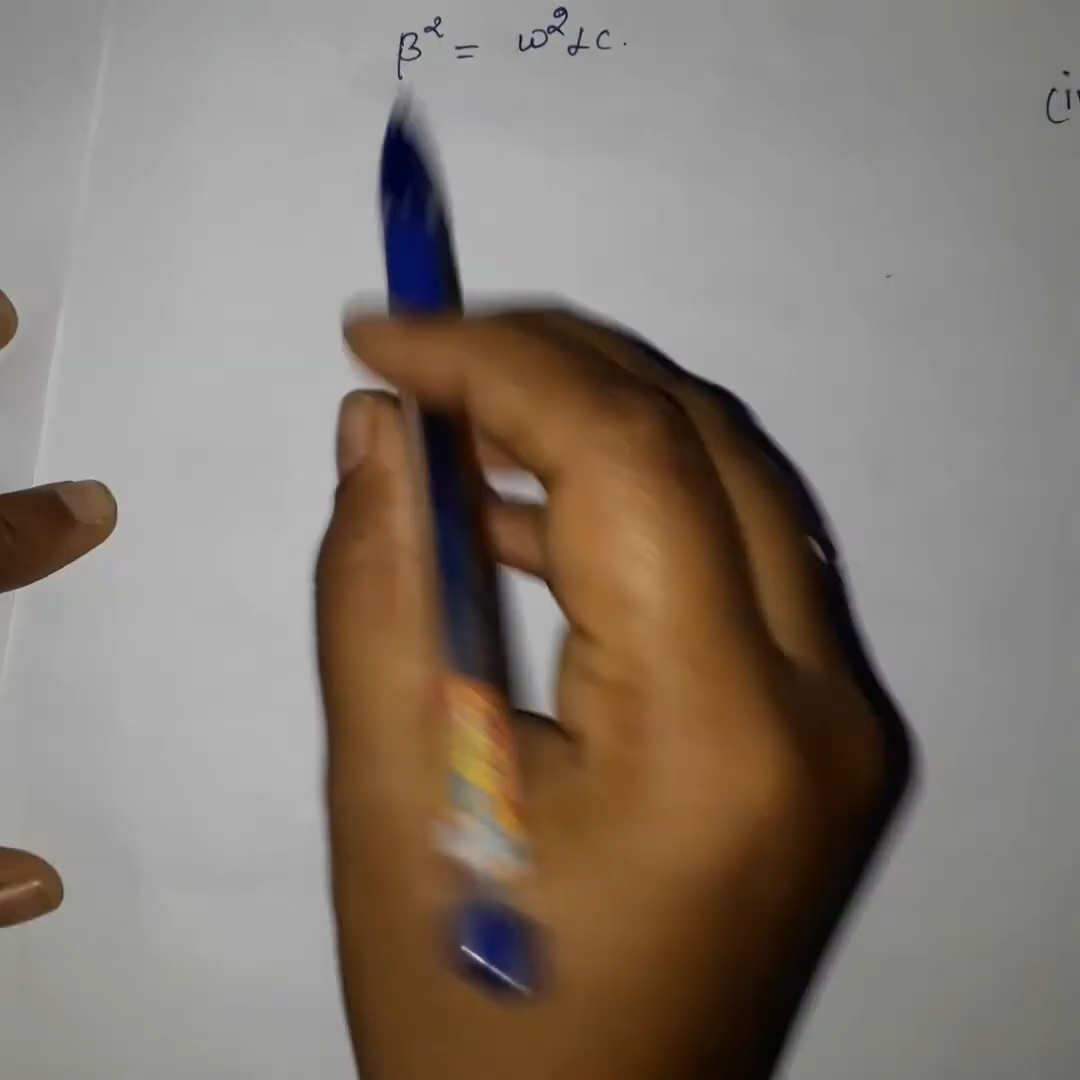 β² = ω²LC.
(i